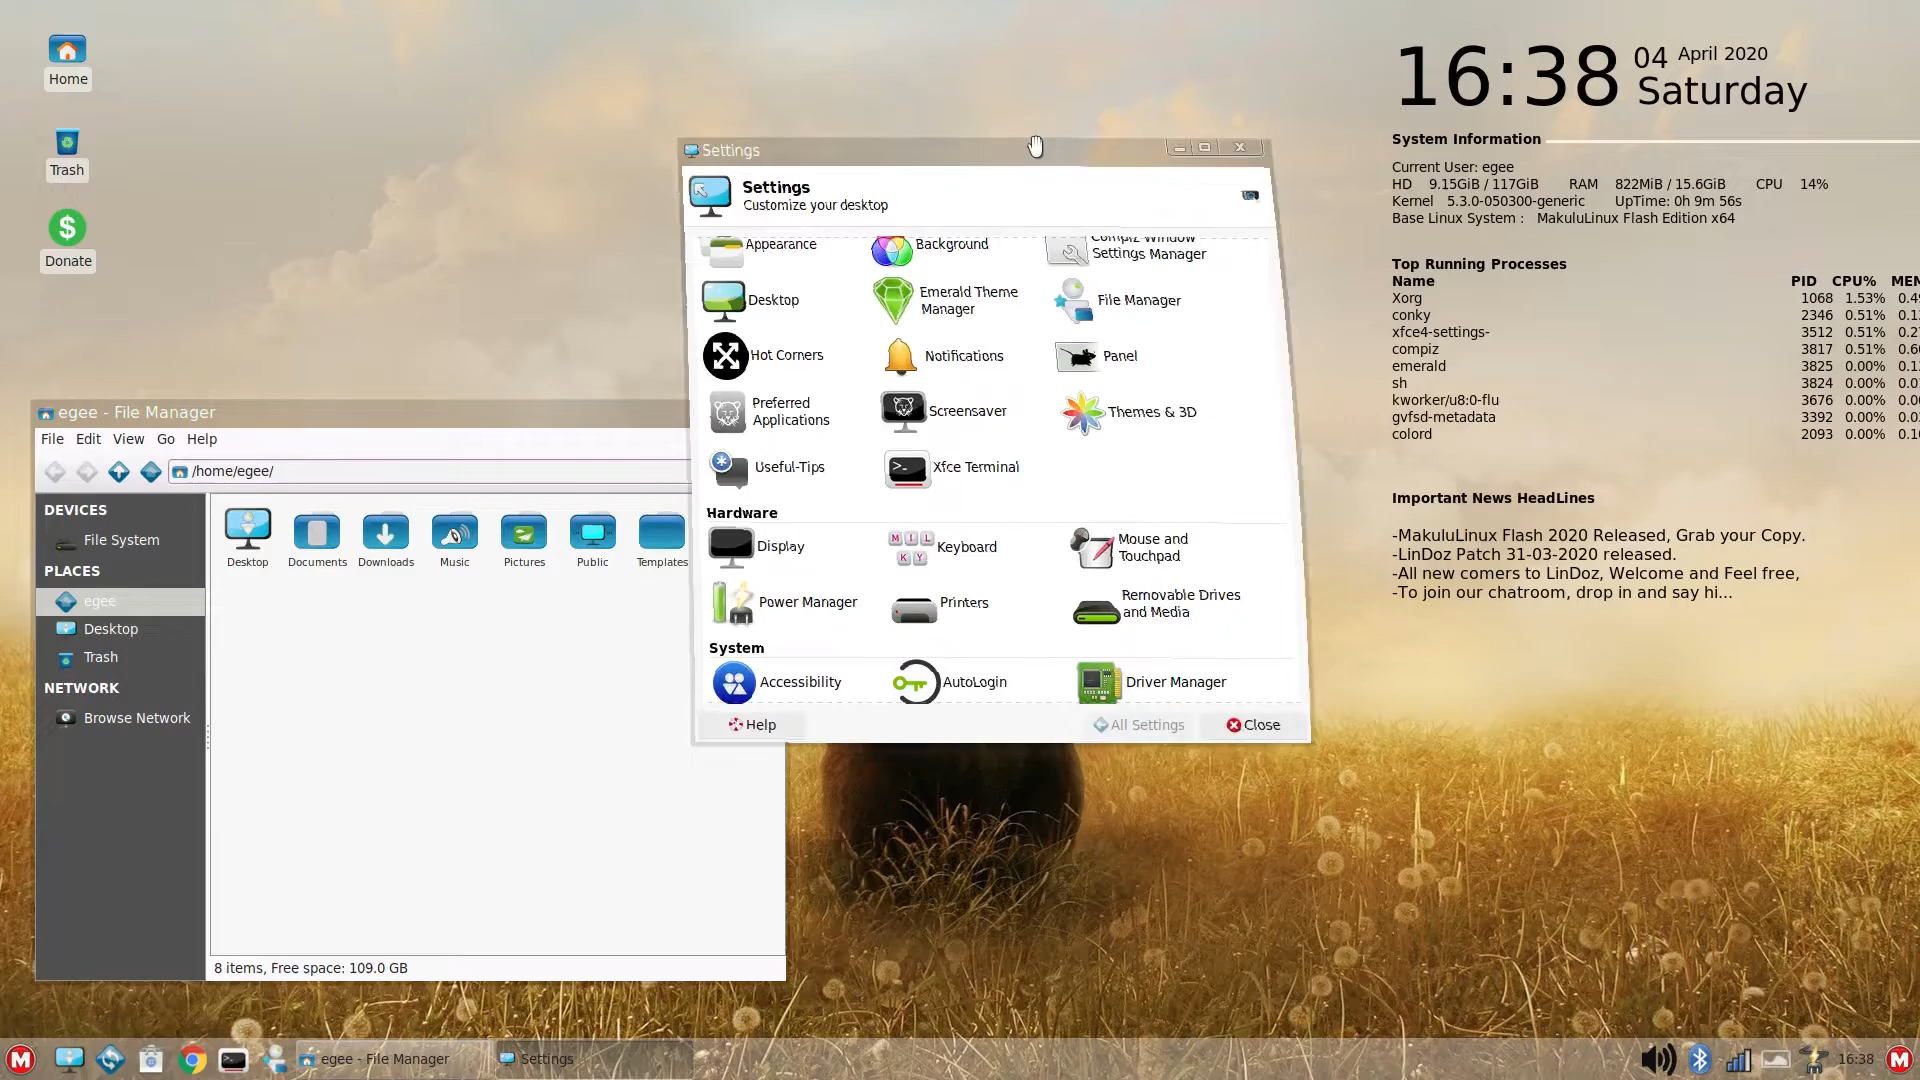 Home
Trash
$
Donate
16:38 04 April 2020
Saturday
System Information
Current User: egee
HD 9.15GiB / 117GiB RAM 822MiB / 15.6GiB CPU 14%
Kernel 5.3.0-050300-generic UpTime: 0h 9m 56s
Base Linux System : MakuluLinux Flash Edition x64
Top Running Processes
Name PID CPU% MEM
Xorg 1068 1.53%
conky 2346 0.51%
xfce4-settings- 3512 0.51%
compiz 3817 0.51%
emerald 3825 0.00%
sh 3824 0.00%
kworker/u8:0-flu 3676 0.00%
gvfsd-metadata 3392 0.00%
colord 2093 0.00%
Important News HeadLines
-MakuluLinux Flash 2020 Released, Grab your Copy.
-LinDoz Patch 31-03-2020 released.
-All new comers to LinDoz, Welcome and Feel free,
-To join our chatroom, drop in and say hi...
Settings
Settings
Customize your desktop
Appearance
Background
Compiz Window
Settings Manager
Desktop
Emerald Theme
Manager
File Manager
Hot Corners
Notifications
Panel
Preferred
Applications
Screensaver
Themes & 3D
Useful-Tips
Xfce Terminal
Hardware
Display
M I L
K Y
Keyboard
Mouse and
Touchpad
Power Manager
Printers
Removable Drives
and Media
System
Accessibility
AutoLogin
Driver Manager
Help
All Settings
Close
egee - File Manager
File Edit View Go Help
/home/egee/
DEVICES
File System
PLACES
egee
Desktop
Trash
NETWORK
Browse Network
Desktop
Documents
Downloads
Music
Pictures
Public
Templates
8 items, Free space: 109.0 GB
M
egee - File Manager
Settings
16:38
M